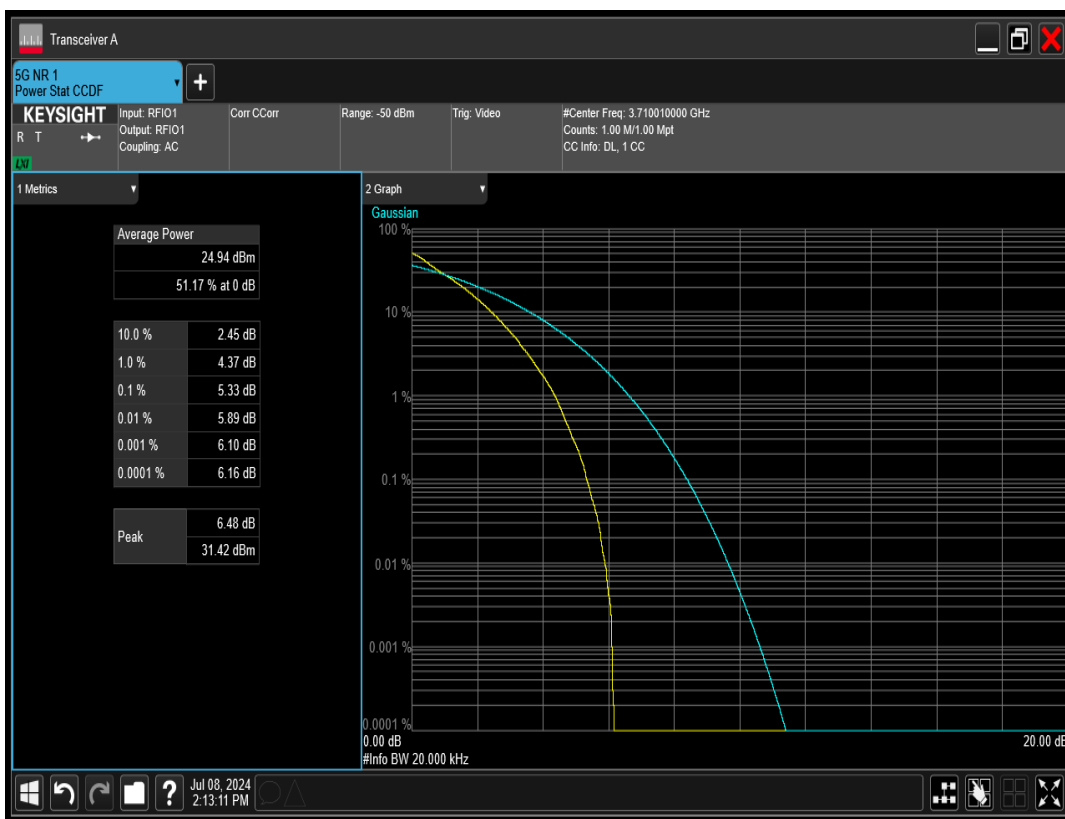 Transceiver A
5G NR 1
Power Stat CCDF
+
KEYSIGHT
R T
LXI
Input: RFIO1
Output: RFIO1
Coupling: AC
Corr CCorr
Range: -50 dBm
Trig: Video
#Center Freq: 3.710010000 GHz
Counts: 1.00 M/1.00 Mpt
CC Info: DL, 1 CC
1 Metrics
Average Power
24.94 dBm
51.17 % at 0 dB
10.0 % 2.45 dB
1.0 % 4.37 dB
0.1 % 5.33 dB
0.01 % 5.89 dB
0.001 % 6.10 dB
0.0001 % 6.16 dB
Peak 6.48 dB
31.42 dBm
2 Graph
Gaussian
100 %
10 %
1 %
0.1 %
0.01 %
0.001 %
0.0001 %
0.00 dB 20.00 dB
#Info BW 20.000 kHz
?
Jul 08, 2024
2:13:11 PM